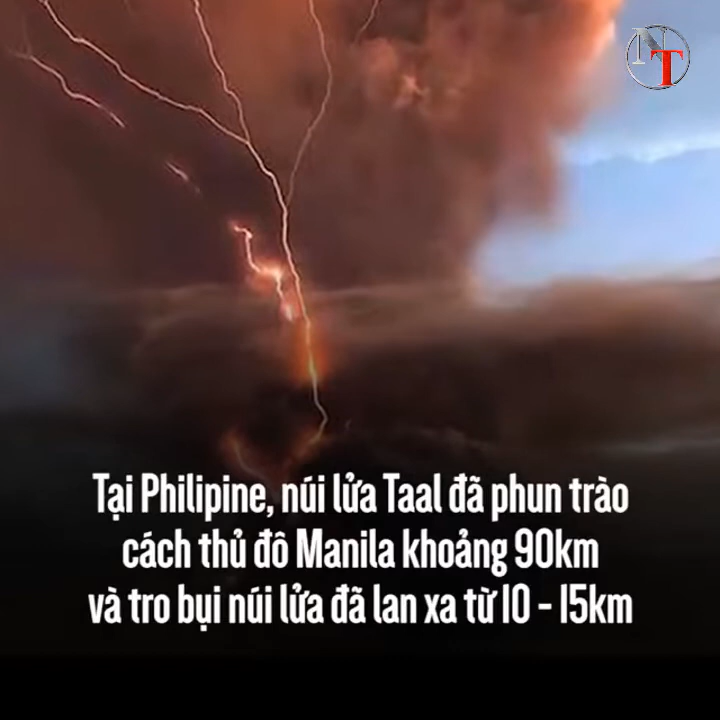 NT
Tại Philipine, núi lửa Taal đã phun trào
cách thủ đô Manila khoảng 90km
và tro bụi núi lửa đã lan xa từ 10 - 15km